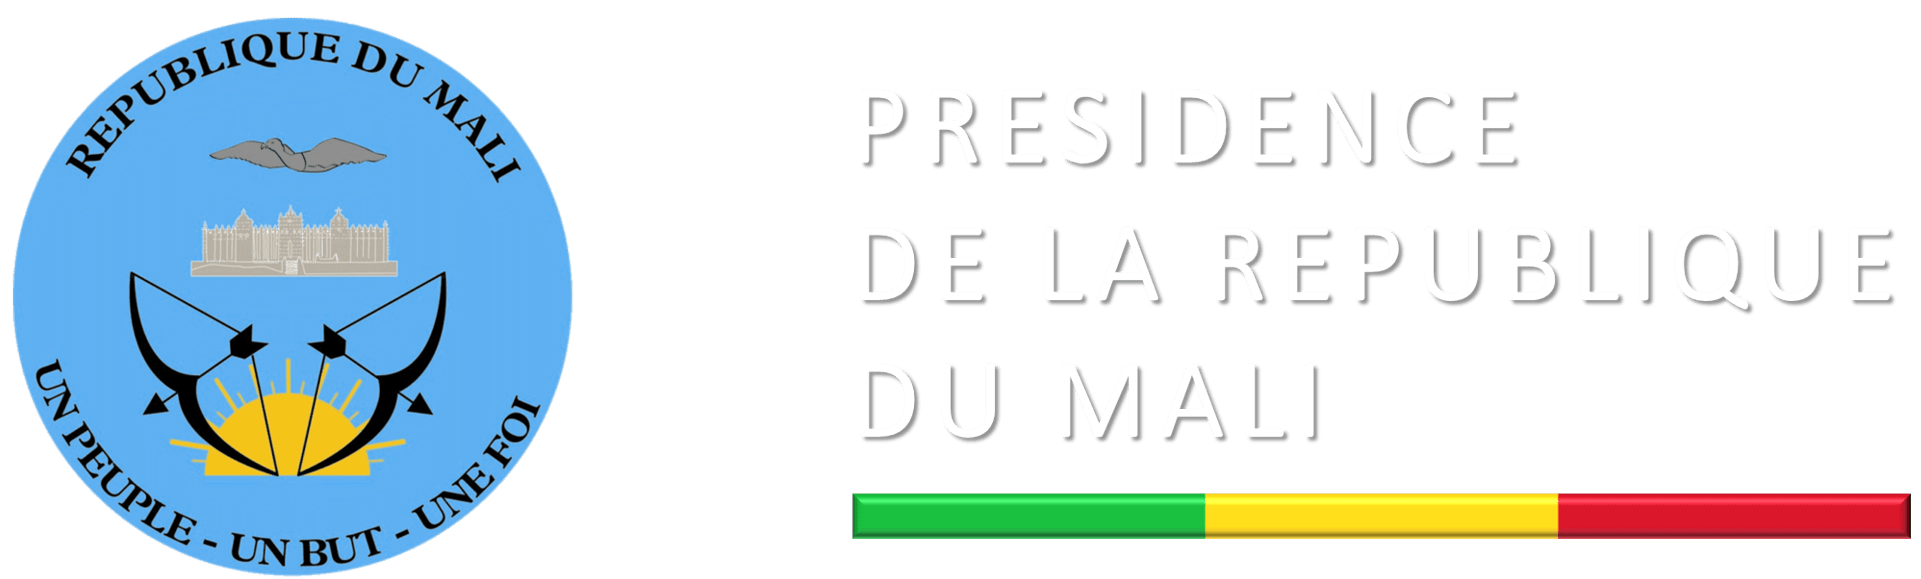 REPUBLIQUE DU MALI
UN PEUPLE - UN BUT - UNE FOI
PRESIDENCE
DE LA REPUBLIQUE
DU MALI